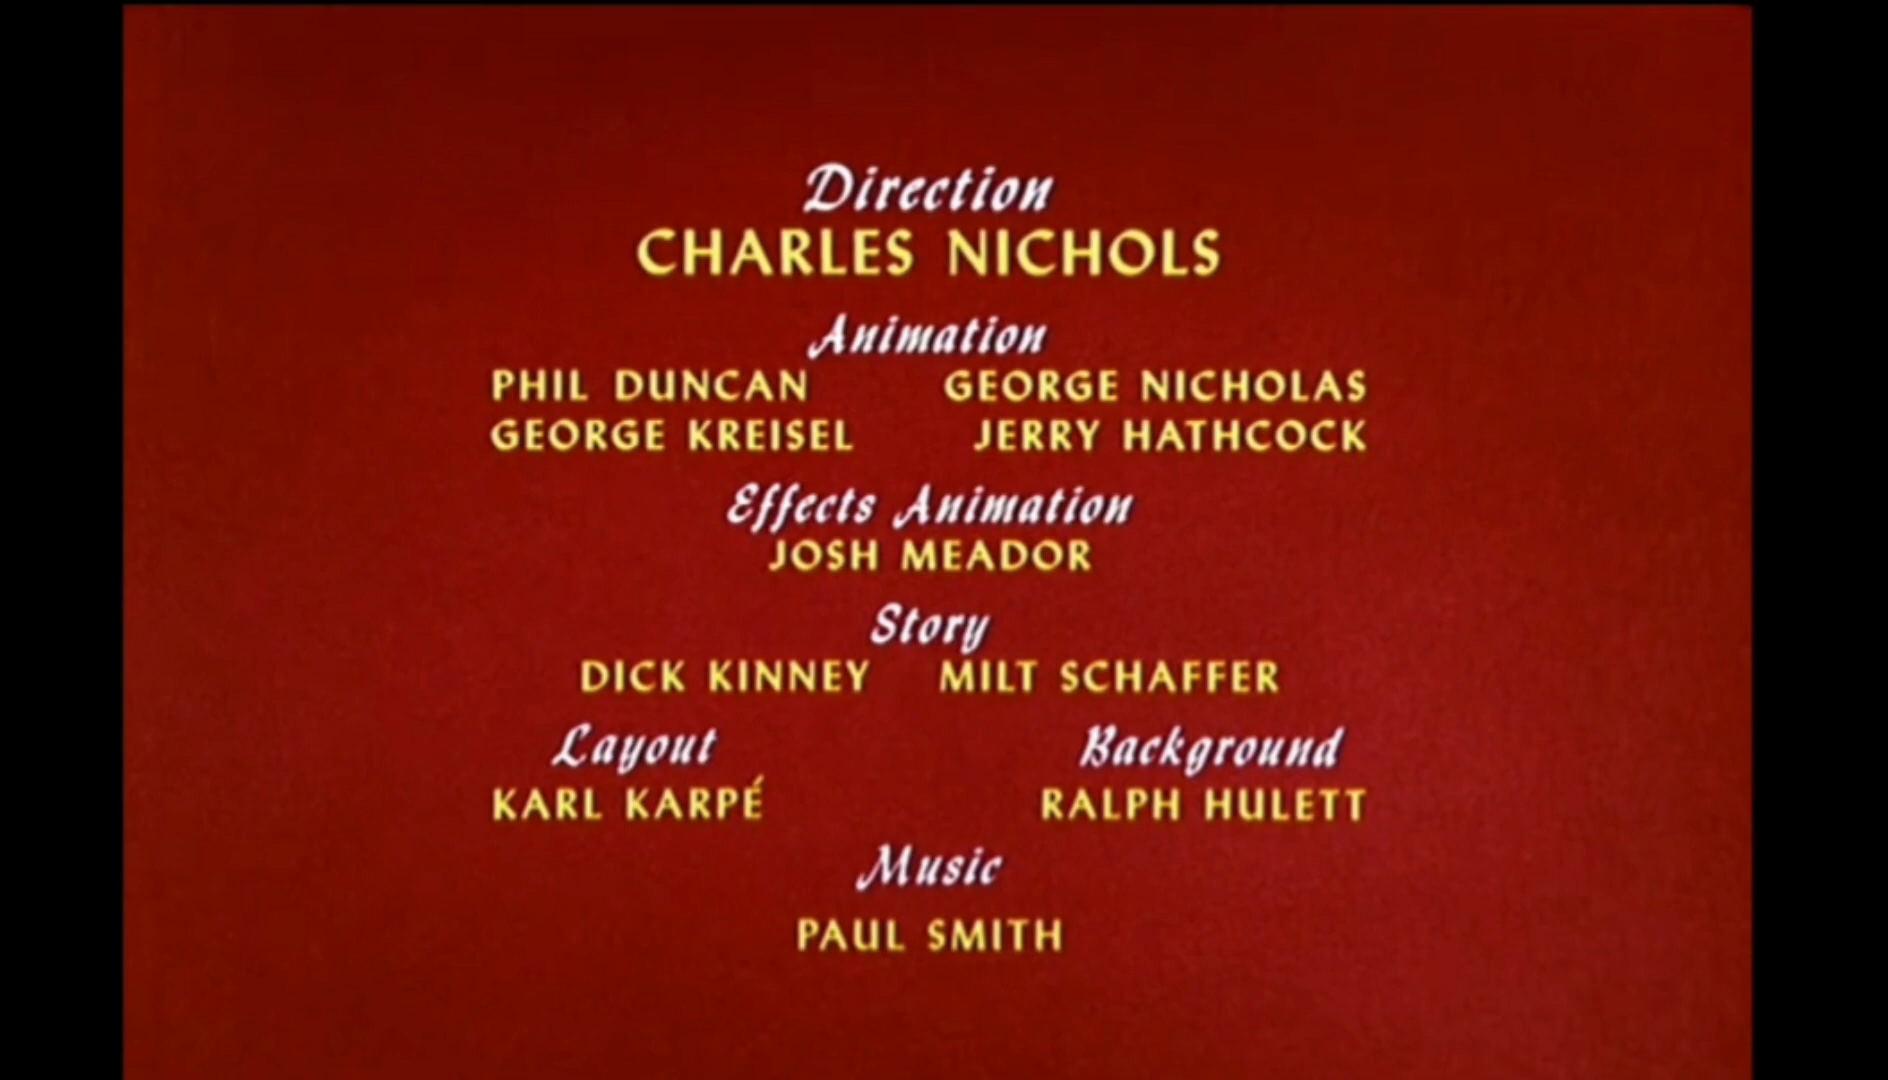 Direction
CHARLES NICHOLS
Animation
PHIL DUNCAN GEORGE NICHOLAS
GEORGE KREISEL JERRY HATHCOCK
Effects Animation
JOSH MEADOR
Story
DICK KINNEY MILT SCHAFFER
Layout Background
KARL KARPÉ RALPH HULETT
Music
PAUL SMITH